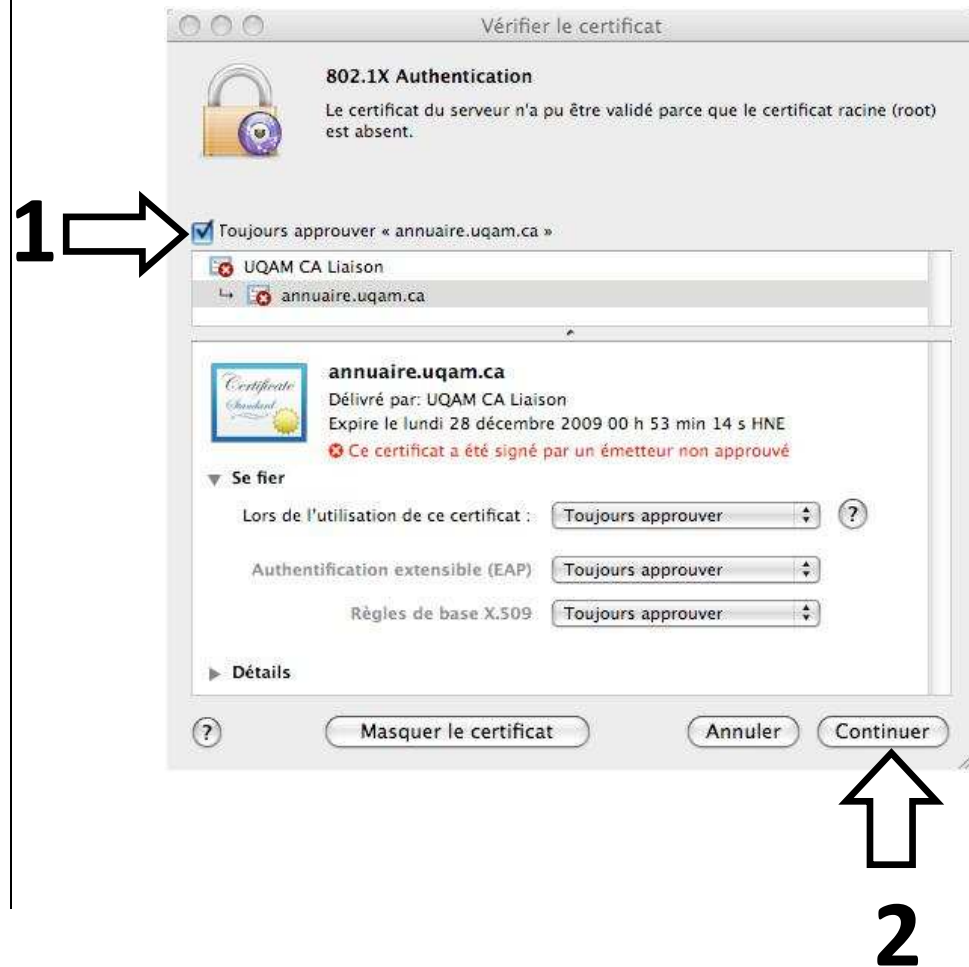 Vérifier le certificat
802.1X Authentication
Le certificat du serveur n'a pu être validé parce que le certificat racine (root)
est absent.
1
Toujours approuver « annuaire.uqam.ca »
UQAM CA Liaison
annuaire.uqam.ca
Certificate
Standard
annuaire.uqam.ca
Délivré par: UQAM CA Liaison
Expire le lundi 28 décembre 2009 00 h 53 min 14 s HNE
Ce certificat a été signé par un émetteur non approuvé
Se fier
Lors de l'utilisation de ce certificat : Toujours approuver ?
Authentification extensible (EAP) Toujours approuver
Règles de base X.509 Toujours approuver
Détails
? Masquer le certificat Annuler Continuer
2